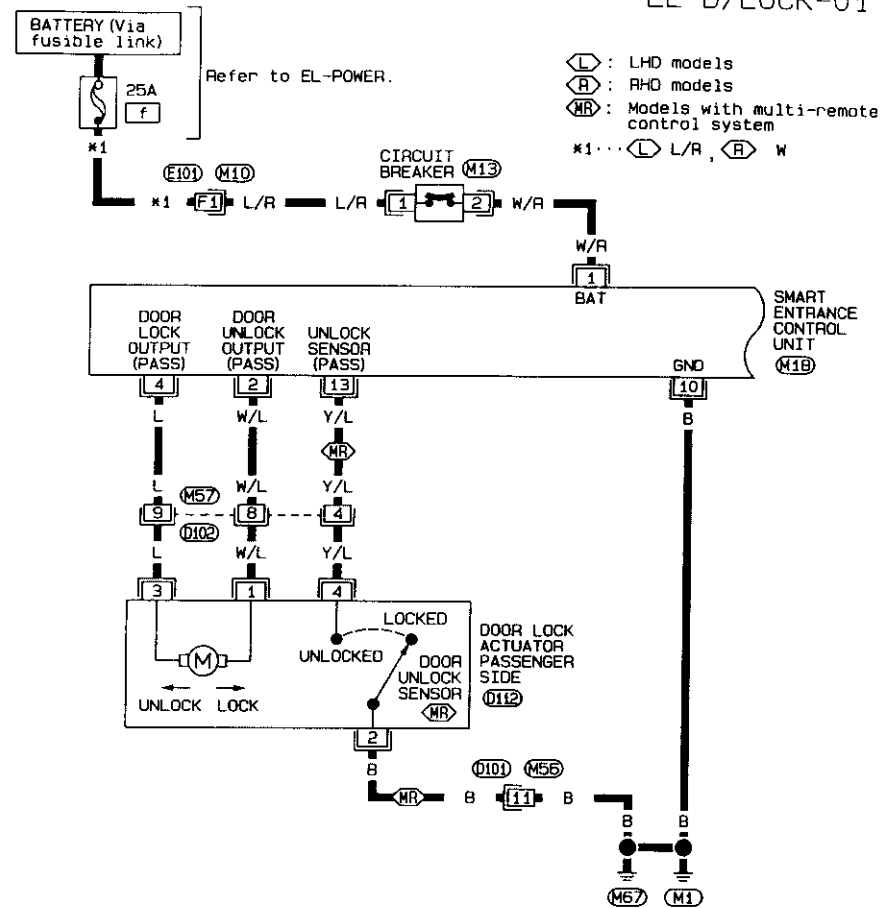 EL-D/LOCK-01
BATTERY (Via
fusible link)
Refer to EL-POWER.
25A
f
*1
L : LHD models
R : RHD models
MR : Models with multi-remote
control system
*1 ··· L L/R , R W
E101 M10
*1 F1 L/R L/R
CIRCUIT
BREAKER M13
1 2 W/R
W/R
1
BAT
SMART
ENTRANCE
CONTROL
UNIT
M18
DOOR
LOCK
OUTPUT
(PASS)
DOOR
UNLOCK
OUTPUT
(PASS)
UNLOCK
SENSOR
(PASS)
GND
4 2 13 10
L W/L Y/L B
MR
L W/L Y/L
M57
9 8 4
D102
L W/L Y/L
3 1 4
M
UNLOCK LOCK
LOCKED
UNLOCKED
DOOR
UNLOCK
SENSOR
MR
DOOR LOCK
ACTUATOR
PASSENGER
SIDE
D112
2
B
D101 M56
MR B 11 B
B B
M67 M1